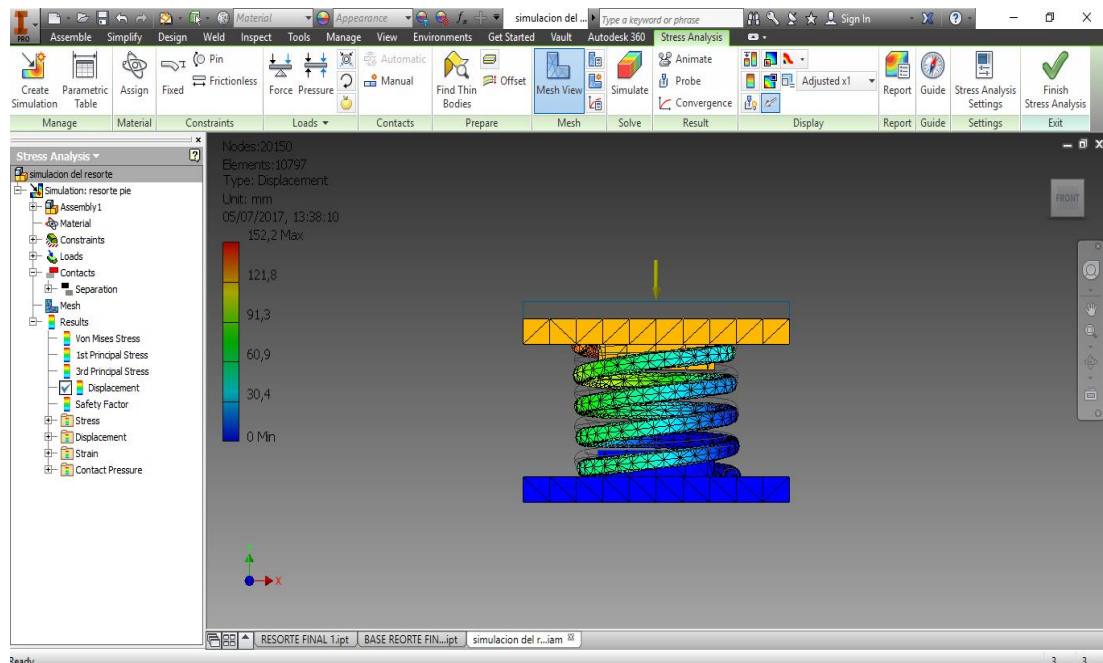 PRO
Material
Appearance
simulacion del ...
Type a keyword or phrase
Sign In
Assemble Simplify Design Weld Inspect Tools Manage View Environments Get Started Vault Autodesk 360 Stress Analysis
Create Simulation
Parametric Table
Assign
Fixed
Pin
Frictionless
Force
Pressure
Automatic
Manual
Find Thin Bodies
Offset
Mesh View
Simulate
Animate
Probe
Convergence
Adjusted x1
Report
Guide
Stress Analysis Settings
Finish Stress Analysis
Manage Material Constraints Loads Contacts Prepare Mesh Solve Result Display Report Guide Settings Exit
Stress Analysis
simulacion del resorte
Simulation: resorte pie
Assembly1
Material
Constraints
Loads
Contacts
Separation
Mesh
Results
Von Mises Stress
1st Principal Stress
3rd Principal Stress
Displacement
Safety Factor
Stress
Displacement
Strain
Contact Pressure
Nodes:20150
Elements:10797
Type: Displacement
Unit: mm
05/07/2017, 13:38:10
152,2 Max
121,8
91,3
60,9
30,4
0 Min
FRONT
X
RESORTE FINAL 1.ipt
BASE REORTE FIN...ipt
simulacion del r...iam
Ready
3 3